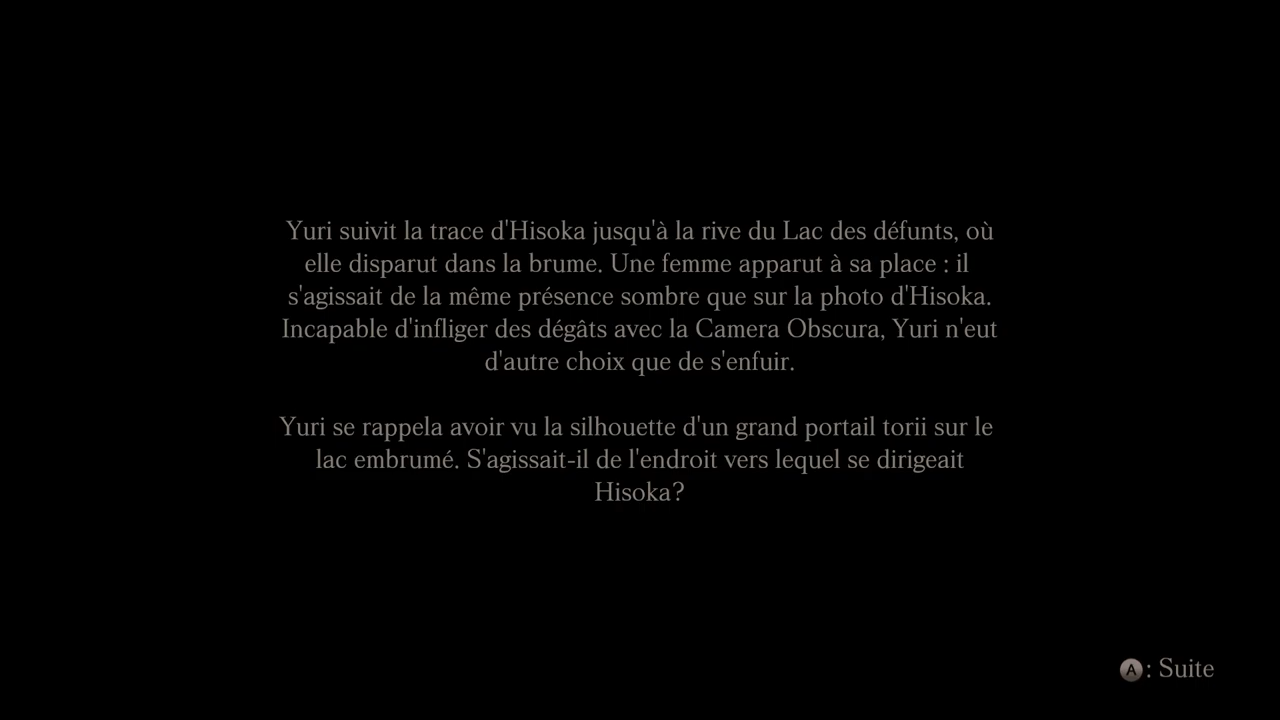 Yuri suivit la trace d'Hisoka jusqu'à la rive du Lac des défunts, où
elle disparut dans la brume. Une femme apparut à sa place : il
s'agissait de la même présence sombre que sur la photo d'Hisoka.
Incapable d'infliger des dégâts avec la Camera Obscura, Yuri n'eut
d'autre choix que de s'enfuir.
Yuri se rappela avoir vu la silhouette d'un grand portail torii sur le
lac embrumé. S'agissait-il de l'endroit vers lequel se dirigeait
Hisoka?
A : Suite